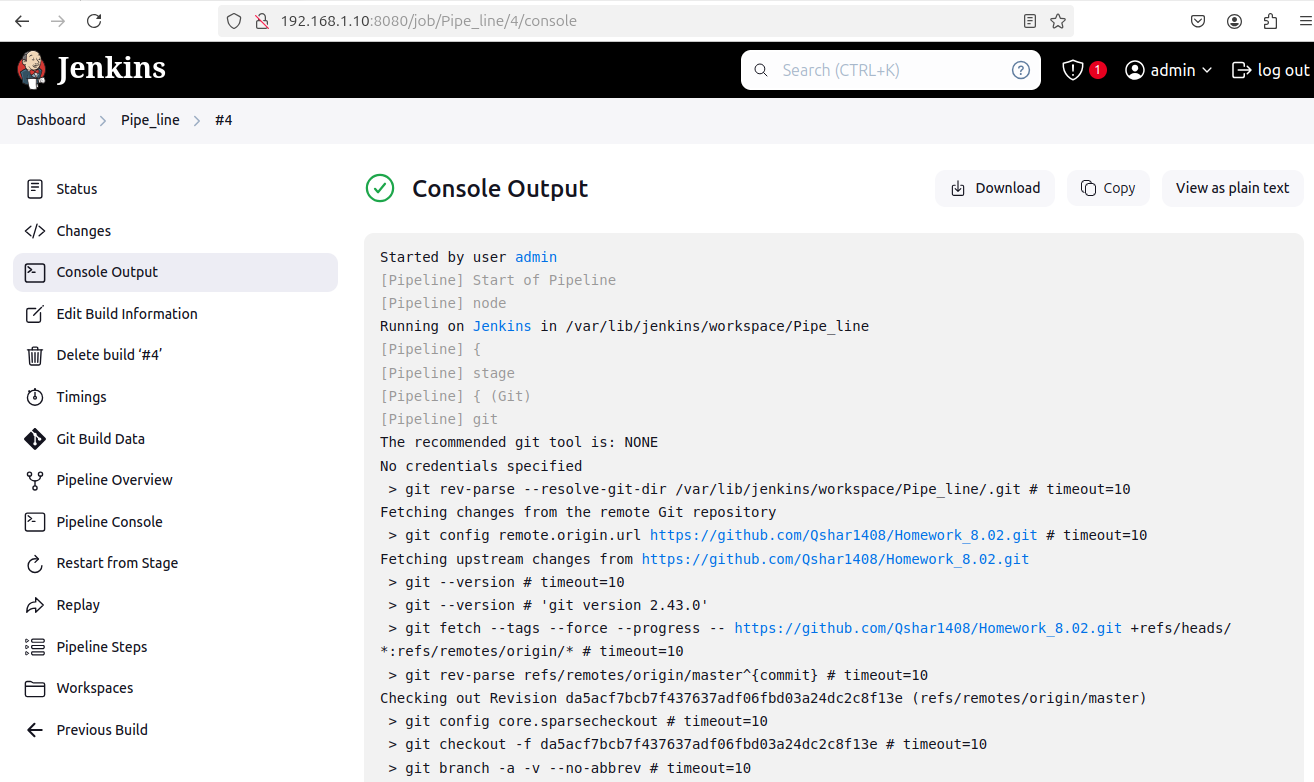 192.168.1.10:8080/job/Pipe_line/4/console
Jenkins
Search (CTRL+K)
?
1
admin
log out
Dashboard
Pipe_line
#4
Status
Changes
Console Output
Edit Build Information
Delete build ‘#4’
Timings
Git Build Data
Pipeline Overview
Pipeline Console
Restart from Stage
Replay
Pipeline Steps
Workspaces
Previous Build
Console Output
Download
Copy
View as plain text
Started by user admin
[Pipeline] Start of Pipeline
[Pipeline] node
Running on Jenkins in /var/lib/jenkins/workspace/Pipe_line
[Pipeline] {
[Pipeline] stage
[Pipeline] { (Git)
[Pipeline] git
The recommended git tool is: NONE
No credentials specified
> git rev-parse --resolve-git-dir /var/lib/jenkins/workspace/Pipe_line/.git # timeout=10
Fetching changes from the remote Git repository
> git config remote.origin.url https://github.com/Qshar1408/Homework_8.02.git # timeout=10
Fetching upstream changes from https://github.com/Qshar1408/Homework_8.02.git
> git --version # timeout=10
> git --version # 'git version 2.43.0'
> git fetch --tags --force --progress -- https://github.com/Qshar1408/Homework_8.02.git +refs/heads/
*:refs/remotes/origin/* # timeout=10
> git rev-parse refs/remotes/origin/master^{commit} # timeout=10
Checking out Revision da5acf7bcb7f437637adf06fbd03a24dc2c8f13e (refs/remotes/origin/master)
> git config core.sparsecheckout # timeout=10
> git checkout -f da5acf7bcb7f437637adf06fbd03a24dc2c8f13e # timeout=10
> git branch -a -v --no-abbrev # timeout=10